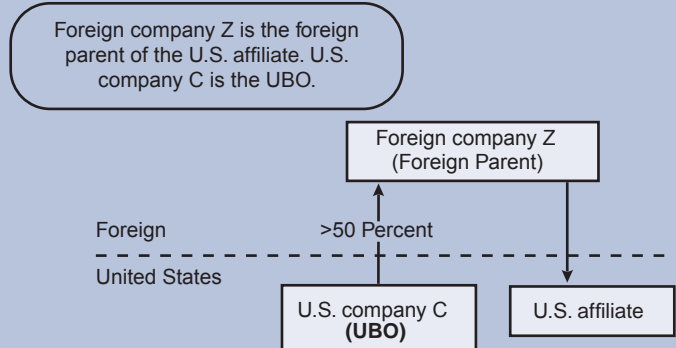 Foreign company Z is the foreign
parent of the U.S. affiliate. U.S.
company C is the UBO.
Foreign company Z
(Foreign Parent)
Foreign
>50 Percent
United States
U.S. company C
(UBO)
U.S. affiliate